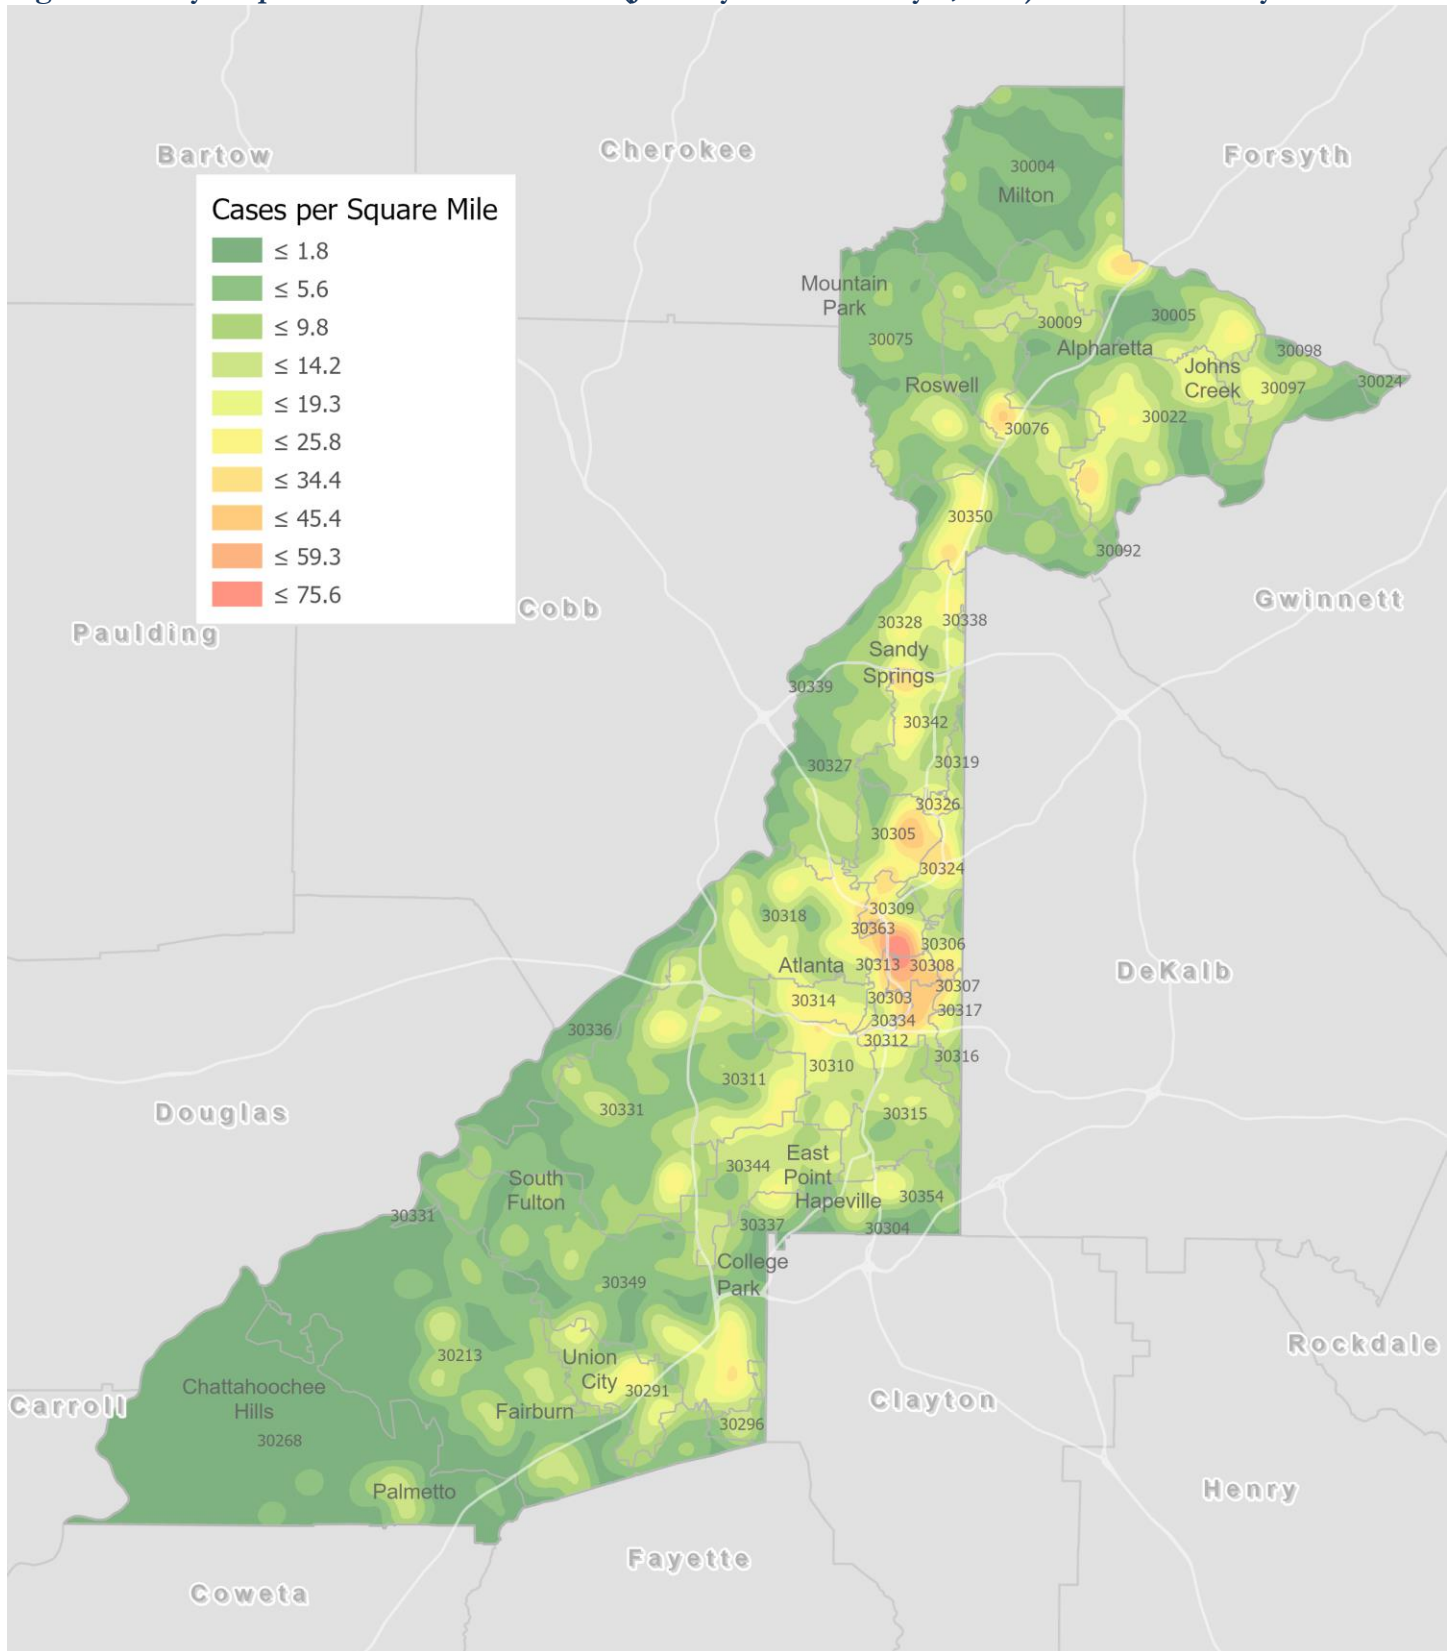 Bartow
Cherokee
Forsyth
30004
Milton
Cases per Square Mile
≤ 1.8
≤ 5.6
≤ 9.8
≤ 14.2
≤ 19.3
≤ 25.8
≤ 34.4
≤ 45.4
≤ 59.3
≤ 75.6
Mountain
Park
30075
30009
30005
Alpharetta
30098
Johns
Creek
30097
30024
Roswell
30076
30022
30350
30092
Cobb
Gwinnett
Paulding
30328
30338
Sandy
Springs
30339
30342
30327
30319
30326
30305
30324
30318
30309
30363
30306
Atlanta
30313
30308
DeKalb
30307
30314
30303
30317
30334
30336
30312
30316
30310
30311
Douglas
30331
30315
30344
East
Point
South
Fulton
Hapeville
30354
30331
30337
30304
College
Park
30349
Rockdale
30213
Union
City
30291
Chattahoochee
Hills
30268
Carroll
Fairburn
Clayton
30296
Palmetto
Henry
Fayette
Coweta